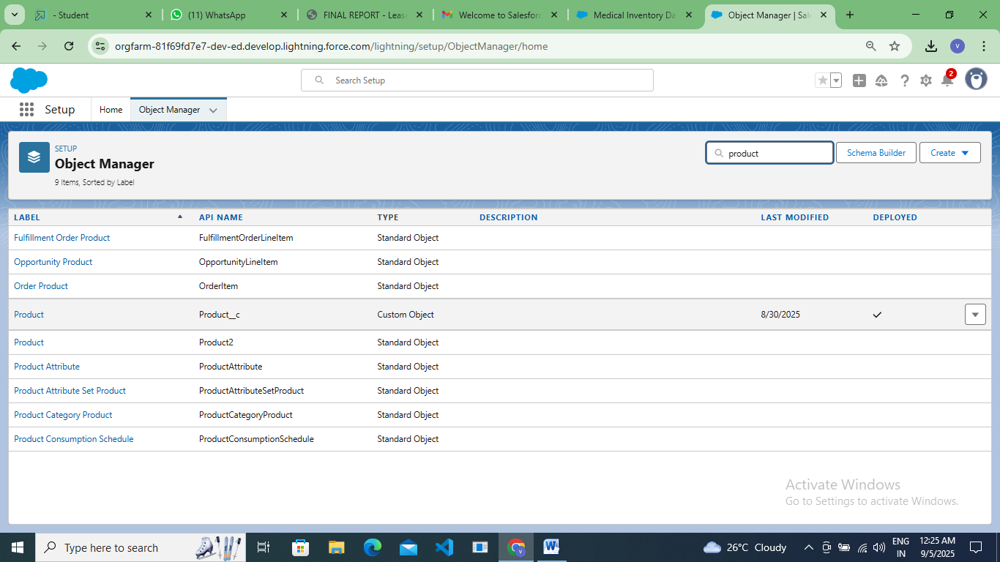 - Student
(11) WhatsApp
FINAL REPORT - Lease
Welcome to Salesforc
Medical Inventory Da
Object Manager | Sale
orgfarm-81f69fd7e7-dev-ed.develop.lightning.force.com/lightning/setup/ObjectManager/home
V
Search Setup
2
Setup
Home
Object Manager
SETUP
Object Manager
9 Items, Sorted by Label
product
Schema Builder
Create
LABEL API NAME TYPE DESCRIPTION LAST MODIFIED DEPLOYED
Fulfillment Order Product FulfillmentOrderLineItem Standard Object
Opportunity Product OpportunityLineItem Standard Object
Order Product OrderItem Standard Object
Product Product__c Custom Object 8/30/2025
Product Product2 Standard Object
Product Attribute ProductAttribute Standard Object
Product Attribute Set Product ProductAttributeSetProduct Standard Object
Product Category Product ProductCategoryProduct Standard Object
Product Consumption Schedule ProductConsumptionSchedule Standard Object
Activate Windows
Go to Settings to activate Windows.
Type here to search
26°C Cloudy
ENG
IN
12:25 AM
9/5/2025